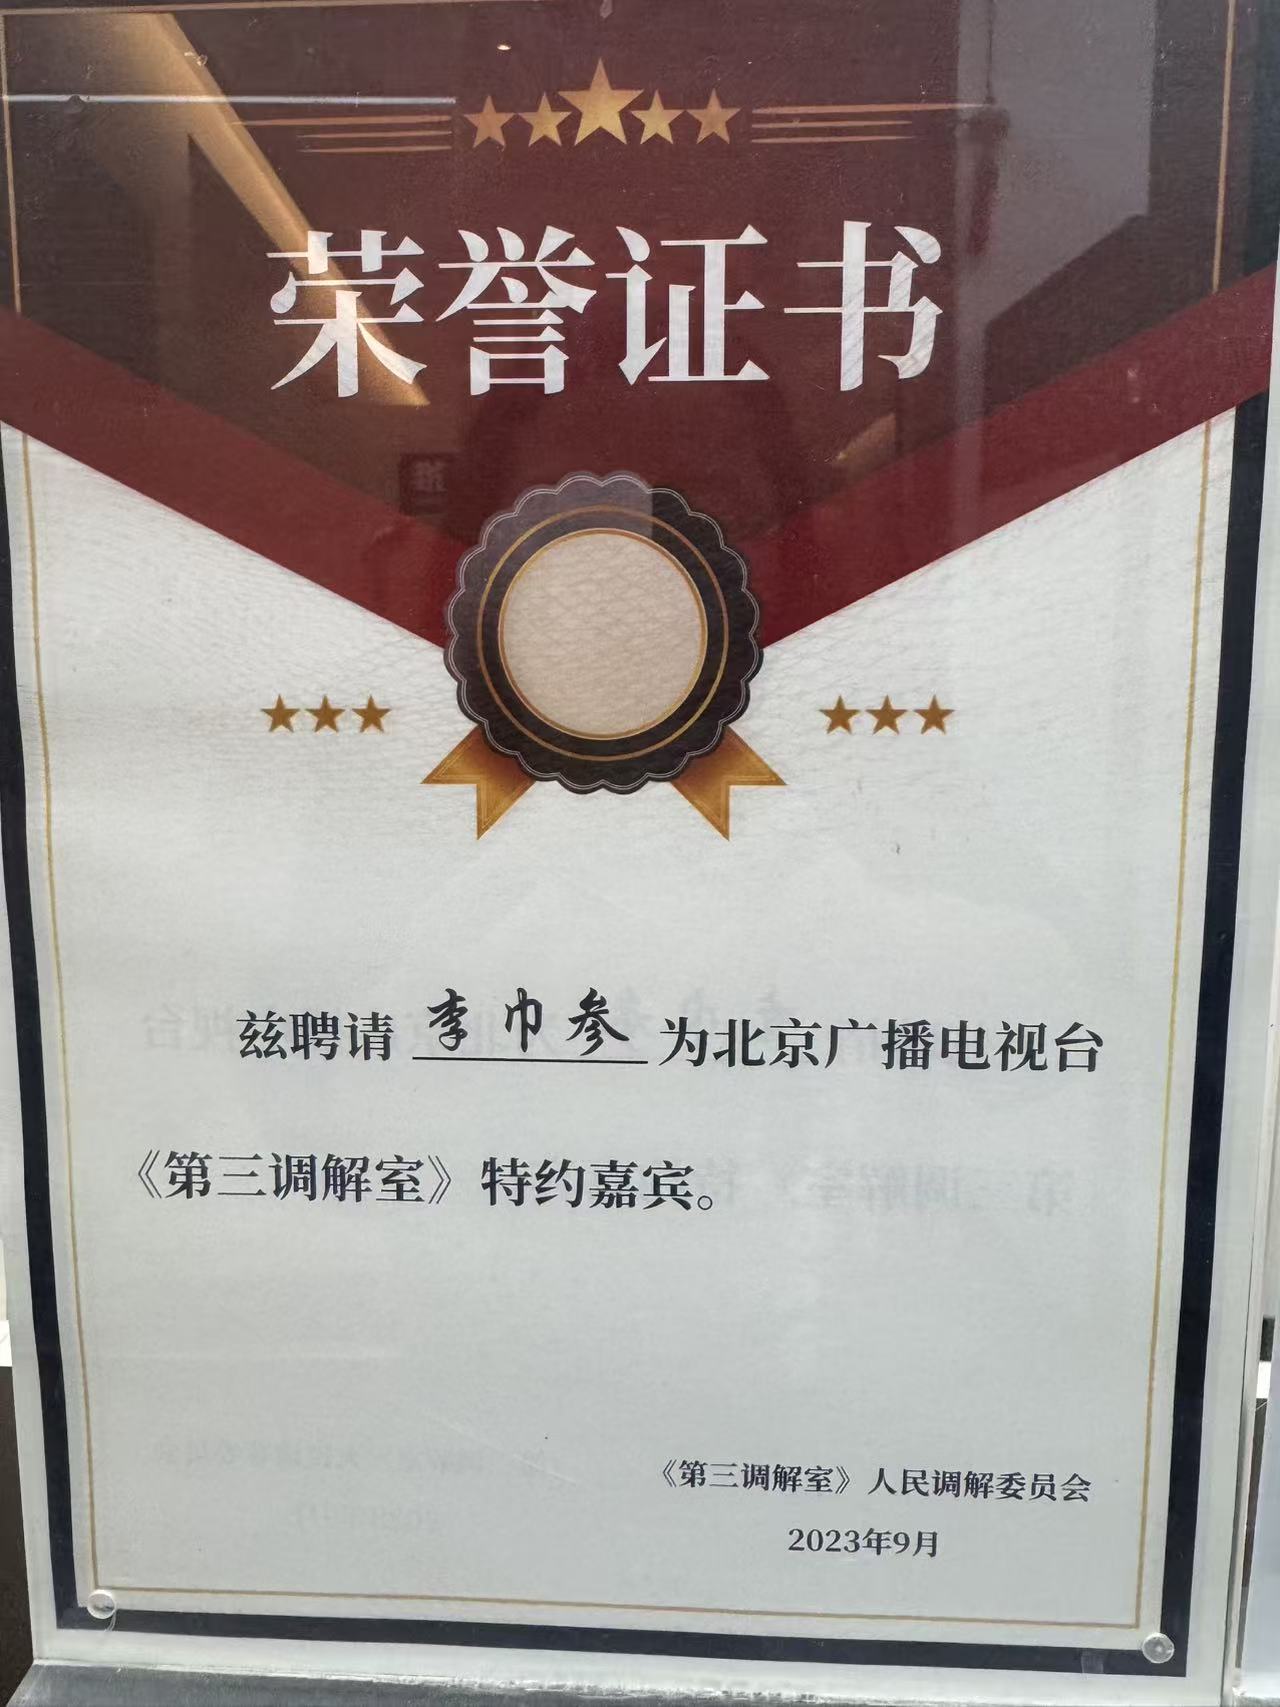 荣誉证书
兹聘请 李巾参 为北京广播电视台
《第三调解室》特约嘉宾。
《第三调解室》人民调解委员会
2023年9月